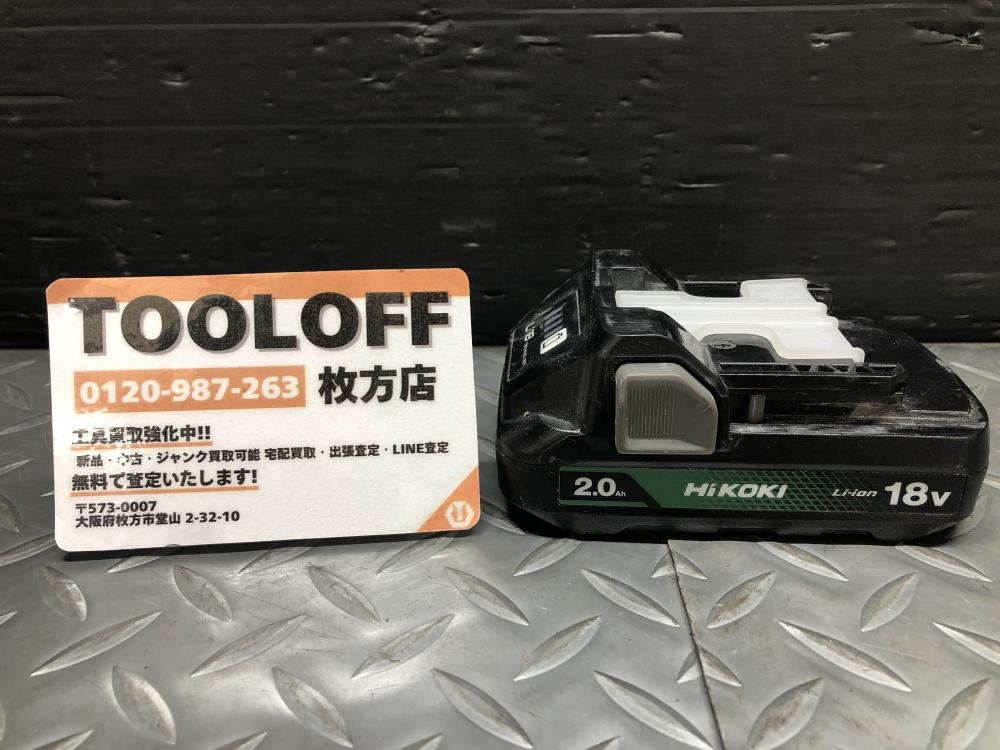 TOOLOFF
0120-987-263 枚方店
工具買取強化中!!
新品・中古・ジャンク買取可能 宅配買取・出張査定・LINE査定
無料で査定いたします!
〒573-0007
大阪府枚方市堂山 2-32-10
2.0Ah HiKOKI Li-ion 18V